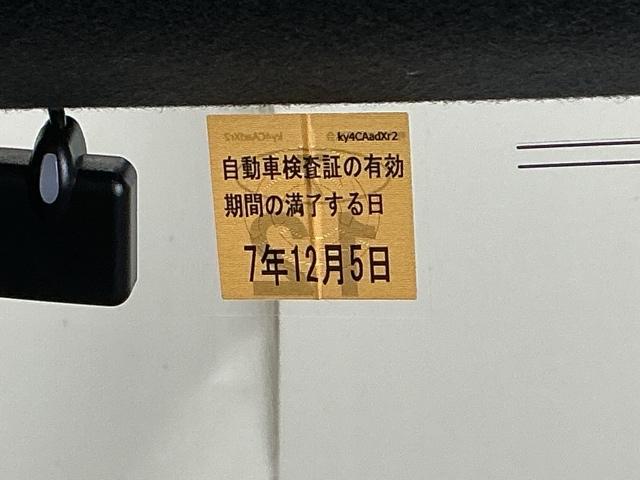 ky4CAadXr2
自動車検査証の有効
期間の満了する日
7年12月5日